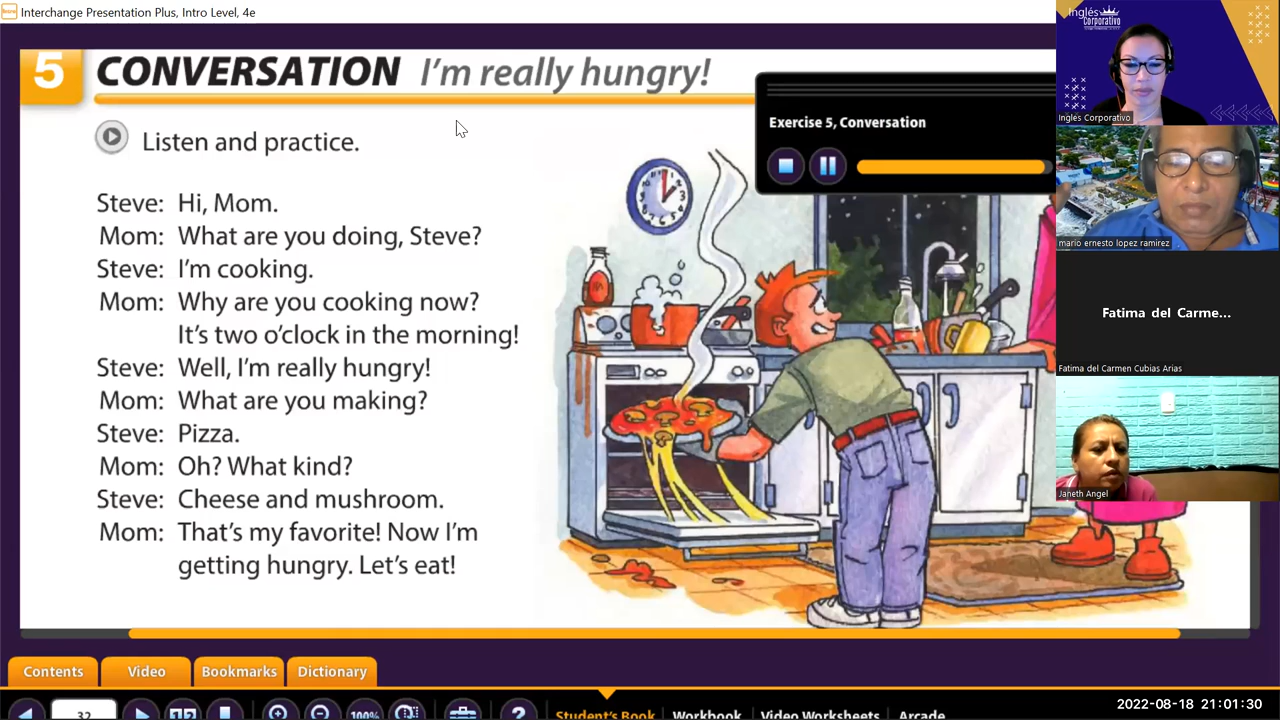 Interchange Presentation Plus, Intro Level, 4e
5 CONVERSATION I'm really hungry!
Listen and practice.
Steve: Hi, Mom.
Mom: What are you doing, Steve?
Steve: I'm cooking.
Mom: Why are you cooking now?
It's two o'clock in the morning!
Steve: Well, I'm really hungry!
Mom: What are you making?
Steve: Pizza.
Mom: Oh? What kind?
Steve: Cheese and mushroom.
Mom: That's my favorite! Now I'm
getting hungry. Let's eat!
Exercise 5, Conversation
Inglés
Corporativo
Ingles Corporativo
mario ernesto lopez ramirez
Fatima del Carme...
Fatima del Carmen Cubias Arias
Janeth Angel
Contents Video Bookmarks Dictionary
32 100% ? Student's Book Workbook Video Worksheets Arcade
2022-08-18 21:01:30